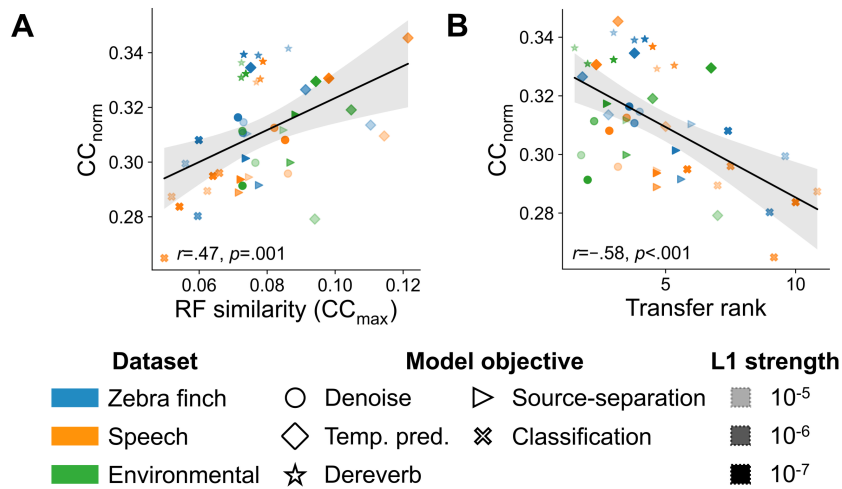 A
B
CCnorm
0.34
0.32
0.30
0.28
r=.47, p=.001
0.06 0.08 0.10 0.12
RF similarity (CCmax)
CCnorm
0.34
0.32
0.30
0.28
r=−.58, p<.001
5 10
Transfer rank
Dataset
Zebra finch
Speech
Environmental
Model objective
Denoise
Temp. pred.
Dereverb
Source-separation
Classification
L1 strength
10-5
10-6
10-7